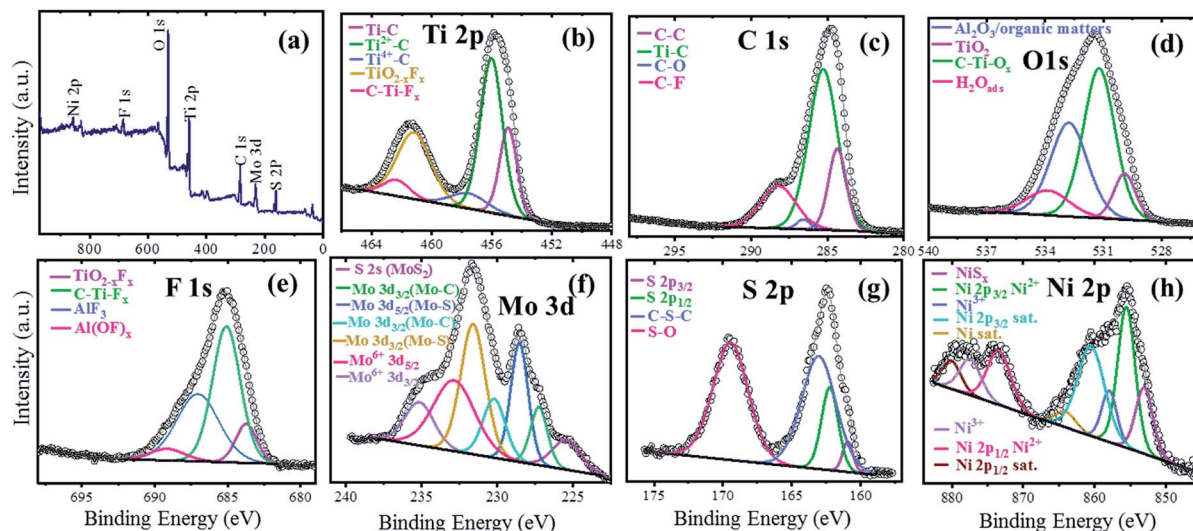 Intensity (a.u.)
(a)
O 1s
Ni 2p
F 1s
Ti 2p
C 1s
Mo 3d
S 2P
800 600 400 200 0
Ti-C
Ti²⁺-C
Ti⁴⁺-C
TiO₂₋ₓFₓ
C-Ti-Fₓ
Ti 2p
(b)
464 460 456 452 448
C-C
Ti-C
C-O
C-F
C 1s
(c)
295 290 285 280
Al₂O₃/organic matters
TiO₂
C-Ti-Oₓ
H₂Oₐdₛ
O1s
(d)
540 536 533 530 526
Intensity (a.u.)
TiO₂₋ₓFₓ
C-Ti-Fₓ
AlF₃
Al(OF)ₓ
F 1s
(e)
695 690 685 680
Binding Energy (eV)
S 2s (MoS₂)
Mo 3d₃/₂(Mo-C)
Mo 3d₅/₂(Mo-S)
Mo 3d₃/₂(Mo-C)
Mo 3d₃/₂(Mo-S)
Mo⁶⁺ 3d₅/₂
Mo⁶⁺ 3d₃/₂
(f)
Mo 3d
240 235 230 225
Binding Energy (eV)
S 2p₃/₂
S 2p₁/₂
C-S-C
S-O
S 2p
(g)
175 171 167 163 160
Binding Energy (eV)
NiSₓ
Ni 2p₃/₂ Ni²⁺
Ni³⁺
Ni 2p₃/₂ sat.
Ni sat.
Ni 2p
(h)
Ni³⁺
Ni 2p₁/₂ Ni²⁺
Ni 2p₁/₂ sat.
880 870 860 850
Binding Energy (eV)